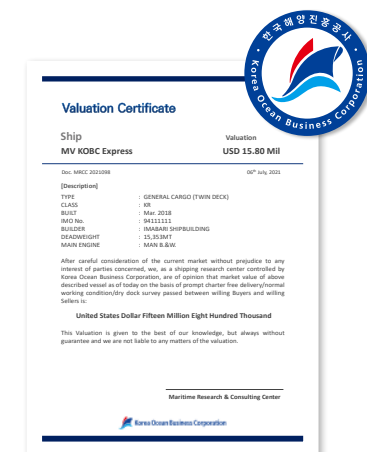 한국해양진흥공사
Korea Ocean Business Corporation
Valuation Certificate
Ship Valuation
MV KOBC Express USD 15.80 Mil
Doc. MRCC 2021098 06th July, 2021
[Description]
TYPE : GENERAL CARGO (TWIN DECK)
CLASS : KR
BUILT : Mar. 2018
IMO No. : 94111111
BUILDER : IMABARI SHIPBUILDING
DEADWEIGHT : 15,353MT
MAIN ENGINE : MAN B.&W.
After careful consideration of the current market without prejudice to any
interest of parties concerned, we, as a shipping research center controlled by
Korea Ocean Business Corporation, are of opinion that market value of above
described vessel as of today on the basis of prompt charter free delivery/normal
working condition/dry dock survey passed between willing Buyers and willing
Sellers is:
United States Dollar Fifteen Million Eight Hundred Thousand
This Valuation is given to the best of our knowledge, but always without
guarantee and we are not liable to any matters of the valuation.
Maritime Research & Consulting Center
Korea Ocean Business Corporation